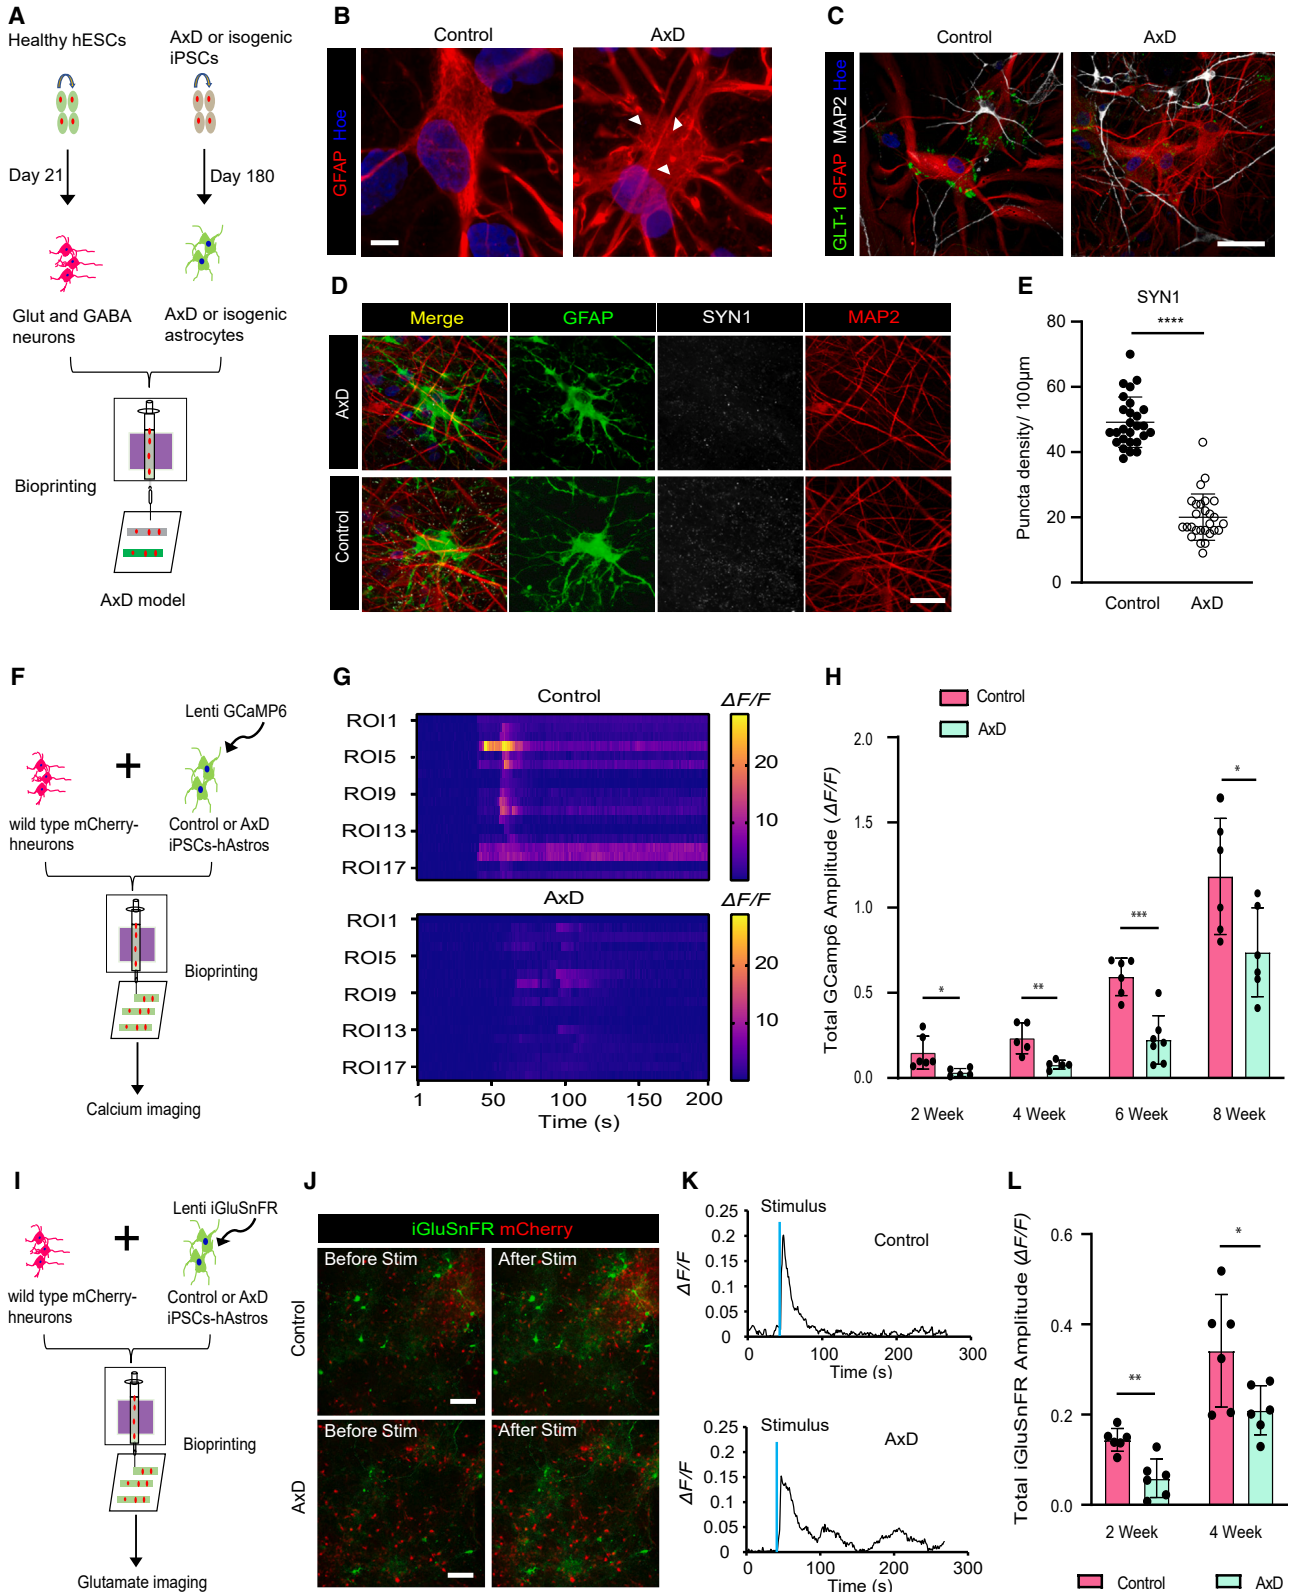 A
Healthy hESCs
AxD or isogenic
iPSCs
Day 21
Day 180
Glut and GABA
neurons
AxD or isogenic
astrocytes
Bioprinting
AxD model
B
Control
AxD
GFAP Hoe
C
Control
AxD
GLT-1 GFAP MAP2 Hoe
D
Merge
GFAP
SYN1
MAP2
AxD
Control
E
SYN1
****
Puncta density/ 100µm
80
60
40
20
0
Control
AxD
F
Lenti GCaMP6
+
wild type mCherry-
hneurons
Control or AxD
iPSCs-hAstros
Bioprinting
Calcium imaging
G
Control
ΔF/F
ROI1
ROI5
ROI9
ROI13
ROI17
20
10
AxD
ΔF/F
ROI1
ROI5
ROI9
ROI13
ROI17
20
10
1
50
100
150
200
Time (s)
H
Control
AxD
Total GCamp6 Amplitude (ΔF/F)
2.0
1.5
1.0
0.5
0.0
*
**
***
*
2 Week
4 Week
6 Week
8 Week
I
Lenti iGluSnFR
+
wild type mCherry-
hneurons
Control or AxD
iPSCs-hAstros
Bioprinting
Glutamate imaging
J
iGluSnFR mCherry
Before Stim
After Stim
Control
Before Stim
After Stim
AxD
K
Stimulus
Control
ΔF/F
0.25
0.2
0.15
0.1
0.05
0
0
100
200
300
Time (s)
Stimulus
AxD
ΔF/F
0.25
0.2
0.15
0.1
0.05
0
0
100
200
300
Time (s)
L
Total iGluSnFR Amplitude (ΔF/F)
0.6
0.4
0.2
0.0
**
*
2 Week
4 Week
Control
AxD